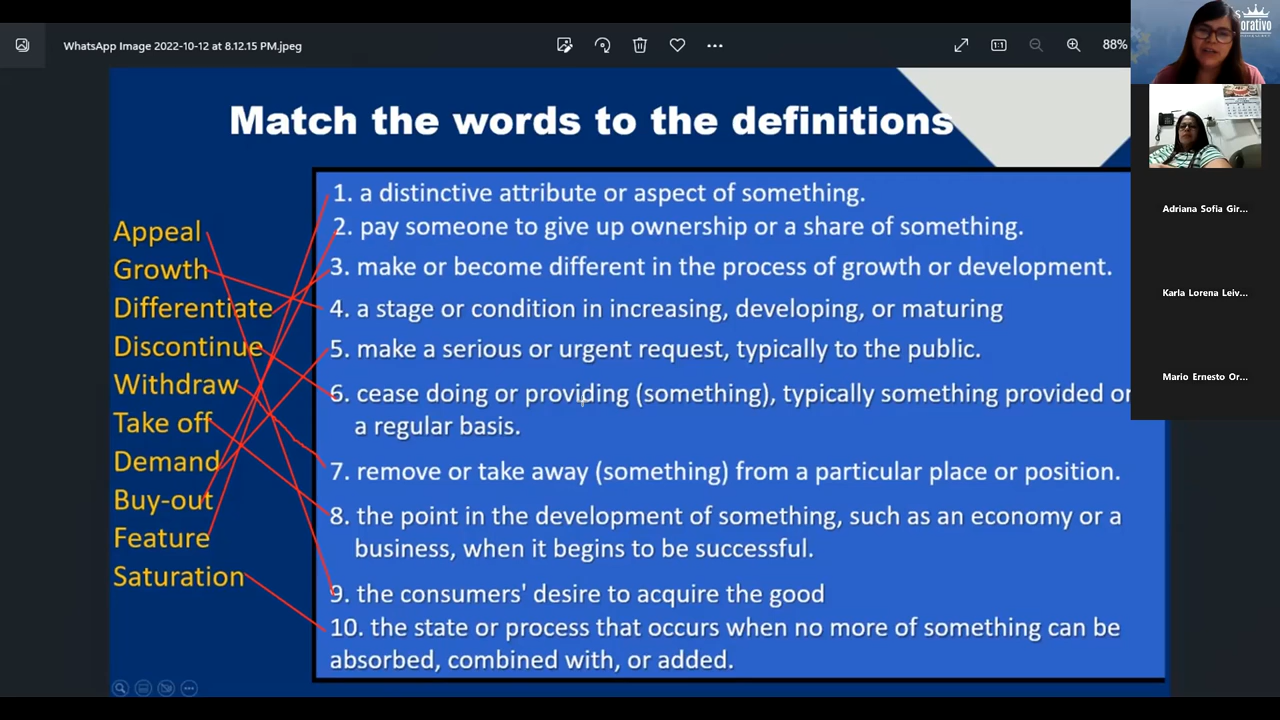 WhatsApp Image 2022-10-12 at 8.12.15 PM.jpeg
88%
orativo
Match the words to the definitions
Appeal
Growth
Differentiate
Discontinue
Withdraw
Take off
Demand
Buy-out
Feature
Saturation
1. a distinctive attribute or aspect of something.
2. pay someone to give up ownership or a share of something.
3. make or become different in the process of growth or development.
4. a stage or condition in increasing, developing, or maturing
5. make a serious or urgent request, typically to the public.
6. cease doing or providing (something), typically something provided on
a regular basis.
7. remove or take away (something) from a particular place or position.
8. the point in the development of something, such as an economy or a
business, when it begins to be successful.
9. the consumers' desire to acquire the good
10. the state or process that occurs when no more of something can be
absorbed, combined with, or added.
Adriana Sofia Gir...
Karla Lorena Leiv...
Mario Ernesto Or...